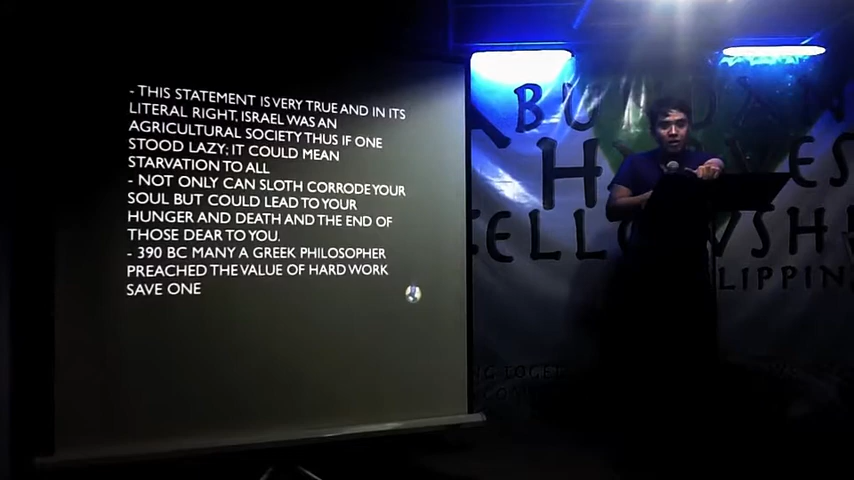 - THIS STATEMENT IS VERY TRUE AND IN ITS
LITERAL RIGHT. ISRAEL WAS AN
AGRICULTURAL SOCIETY THUS IF ONE
STOOD LAZY; IT COULD MEAN
STARVATION TO ALL
- NOT ONLY CAN SLOTH CORRODE YOUR
SOUL BUT COULD LEAD TO YOUR
HUNGER AND DEATH AND THE END OF
THOSE DEAR TO YOU.
- 390 BC MANY A GREEK PHILOSOPHER
PREACHED THE VALUE OF HARD WORK
SAVE ONE
FELLOWSH